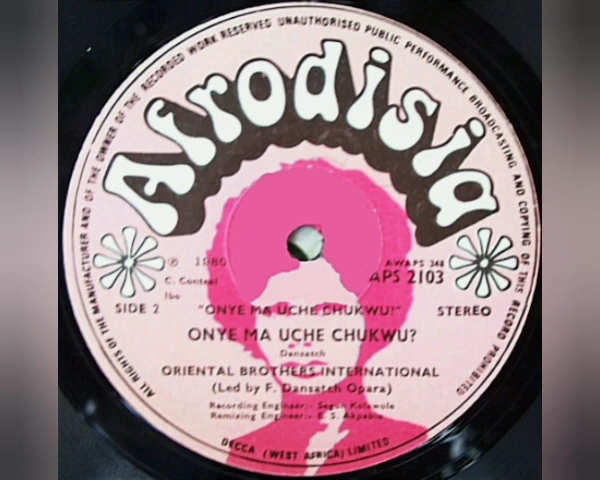 ALL RIGHTS OF THE MANUFACTURER AND OF THE OWNER OF THE RECORDED WORK RESERVED UNAUTHORISED PUBLIC PERFORMANCE BROADCASTING AND COPYING OF THIS RECORD PROHIBITED
Afrodisia
℗ 1980
AWAPS 348
C. Content
APS 2103
Ibo
SIDE 2
"ONYE MA UCHE CHUKWU?"
STEREO
ONYE MA UCHE CHUKWU?
Dansatch
ORIENTAL BROTHERS INTERNATIONAL
(Led by F. Dansatch Opara)
Recording Engineer:- Segun Kolawole
Remixing Engineer:- E. S. Akpabio
DECCA (WEST AFRICA) LIMITED